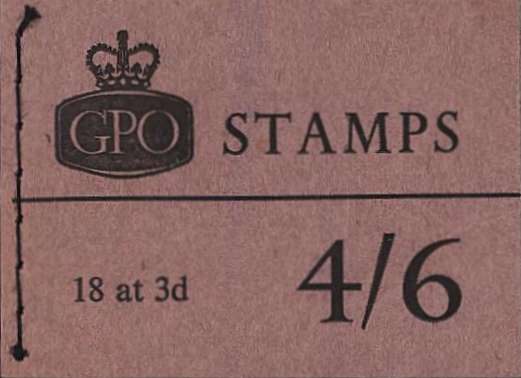 GPO STAMPS
18 at 3d 4/6